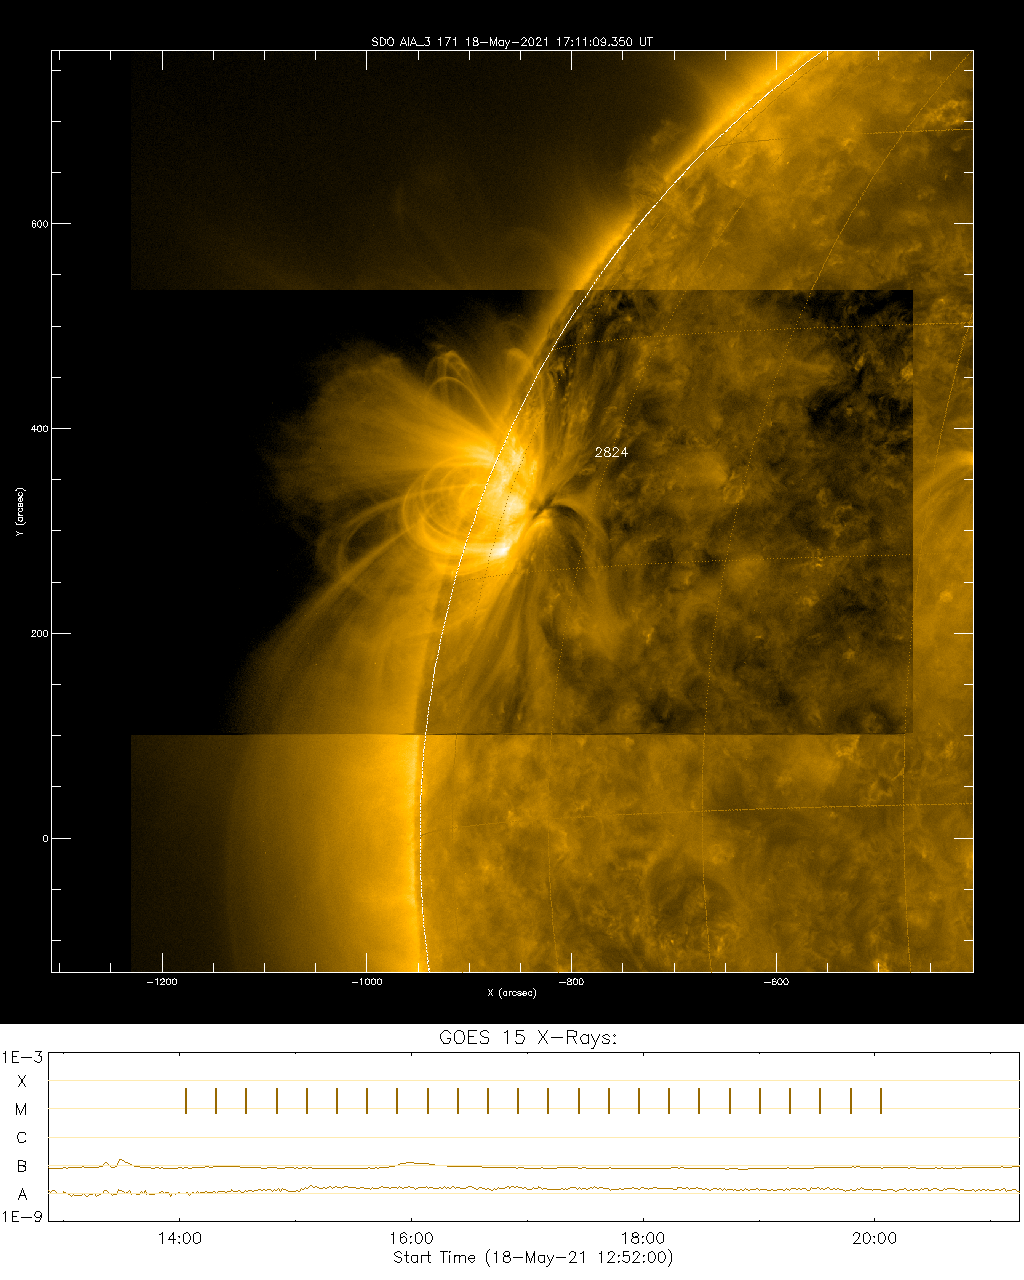 SDO AIA_3 171 18-May-2021 17:11:09.350 UT
600
400
2824
Y (arcsec)
200
0
-1200 -1000 -800 -600
X (arcsec)
GOES 15 X-Rays:
1E-3
X
M
C
B
A
1E-9
14:00 16:00 18:00 20:00
Start Time (18-May-21 12:52:00)